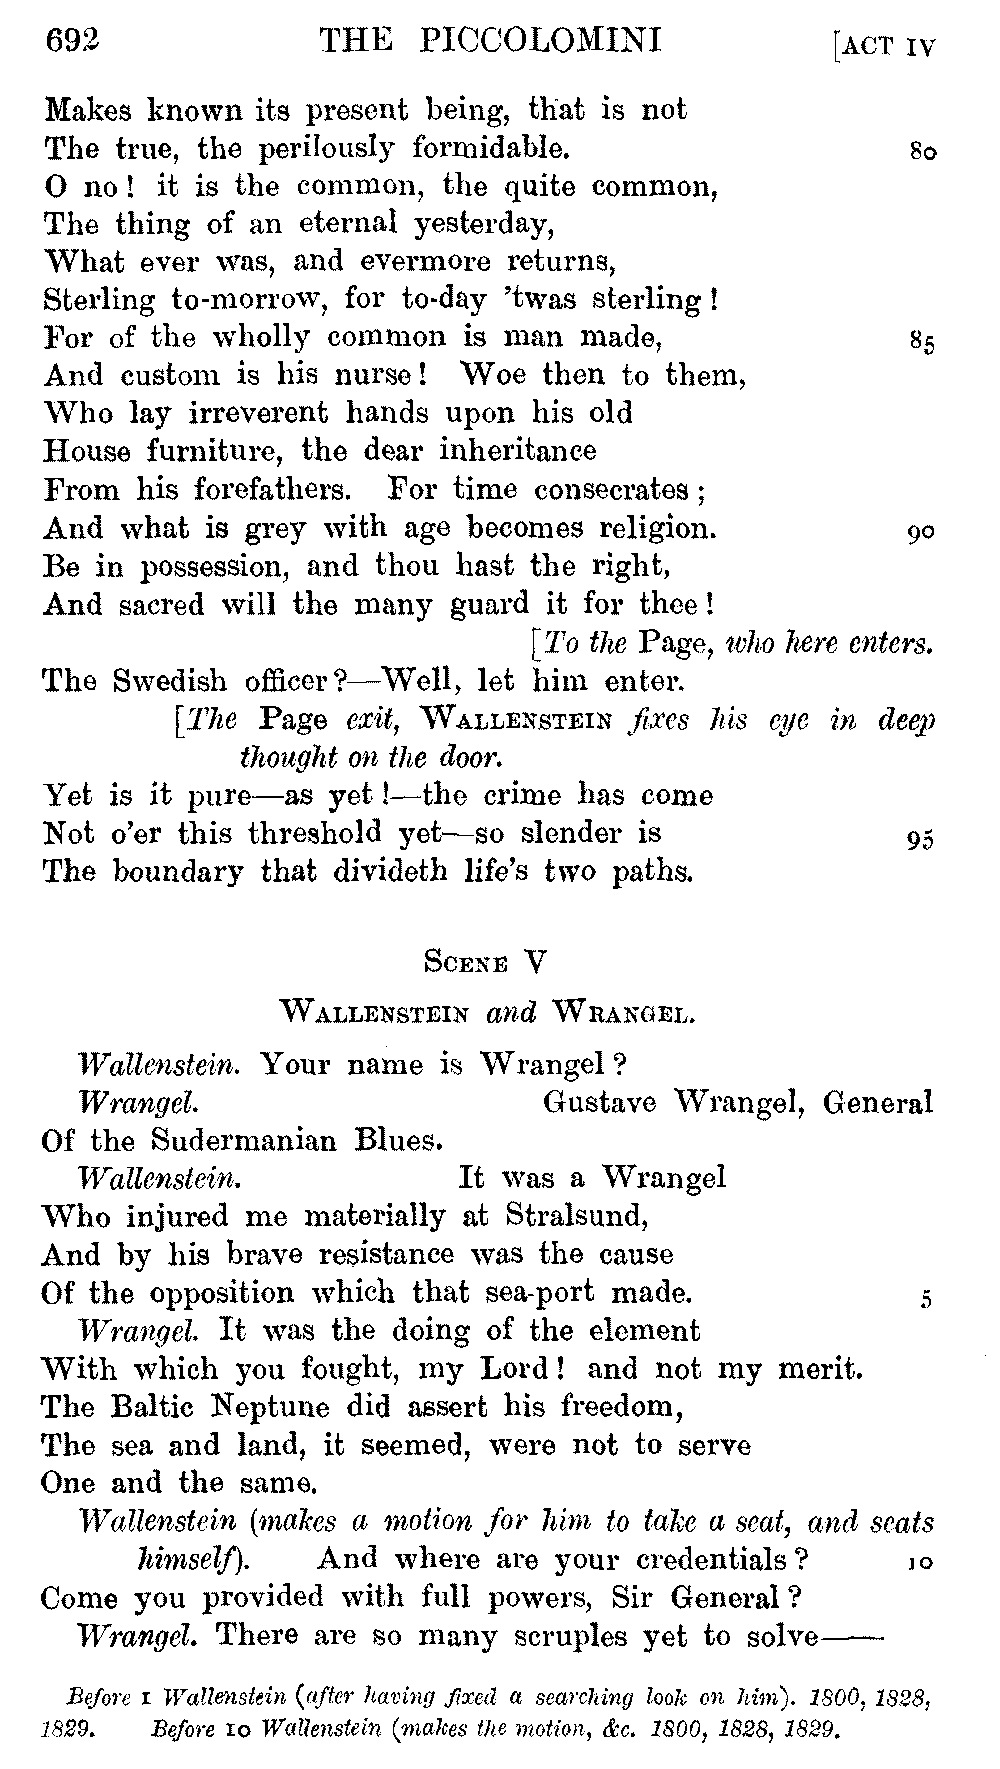 692 THE PICCOLOMINI [ACT IV
Makes known its present being, that is not
The true, the perilously formidable. 80
O no! it is the common, the quite common,
The thing of an eternal yesterday,
What ever was, and evermore returns,
Sterling to-morrow, for to-day 'twas sterling!
For of the wholly common is man made, 85
And custom is his nurse! Woe then to them,
Who lay irreverent hands upon his old
House furniture, the dear inheritance
From his forefathers. For time consecrates;
And what is grey with age becomes religion. 90
Be in possession, and thou hast the right,
And sacred will the many guard it for thee!
[To the Page, who here enters.
The Swedish officer?—Well, let him enter.
[The Page exit, WALLENSTEIN fixes his eye in deep
thought on the door.
Yet is it pure—as yet!—the crime has come
Not o'er this threshold yet—so slender is 95
The boundary that divideth life's two paths.
SCENE V
WALLENSTEIN and WRANGEL.
Wallenstein. Your name is Wrangel?
Wrangel. Gustave Wrangel, General
Of the Sudermanian Blues.
Wallenstein. It was a Wrangel
Who injured me materially at Stralsund,
And by his brave resistance was the cause
Of the opposition which that sea-port made. 5
Wrangel. It was the doing of the element
With which you fought, my Lord! and not my merit.
The Baltic Neptune did assert his freedom,
The sea and land, it seemed, were not to serve
One and the same.
Wallenstein (makes a motion for him to take a seat, and seats
himself). And where are your credentials? 10
Come you provided with full powers, Sir General?
Wrangel. There are so many scruples yet to solve——
Before 1 Wallenstein (after having fixed a searching look on him). 1800, 1828,
1829. Before 10 Wallenstein (makes the motion, &c. 1800, 1828, 1829.